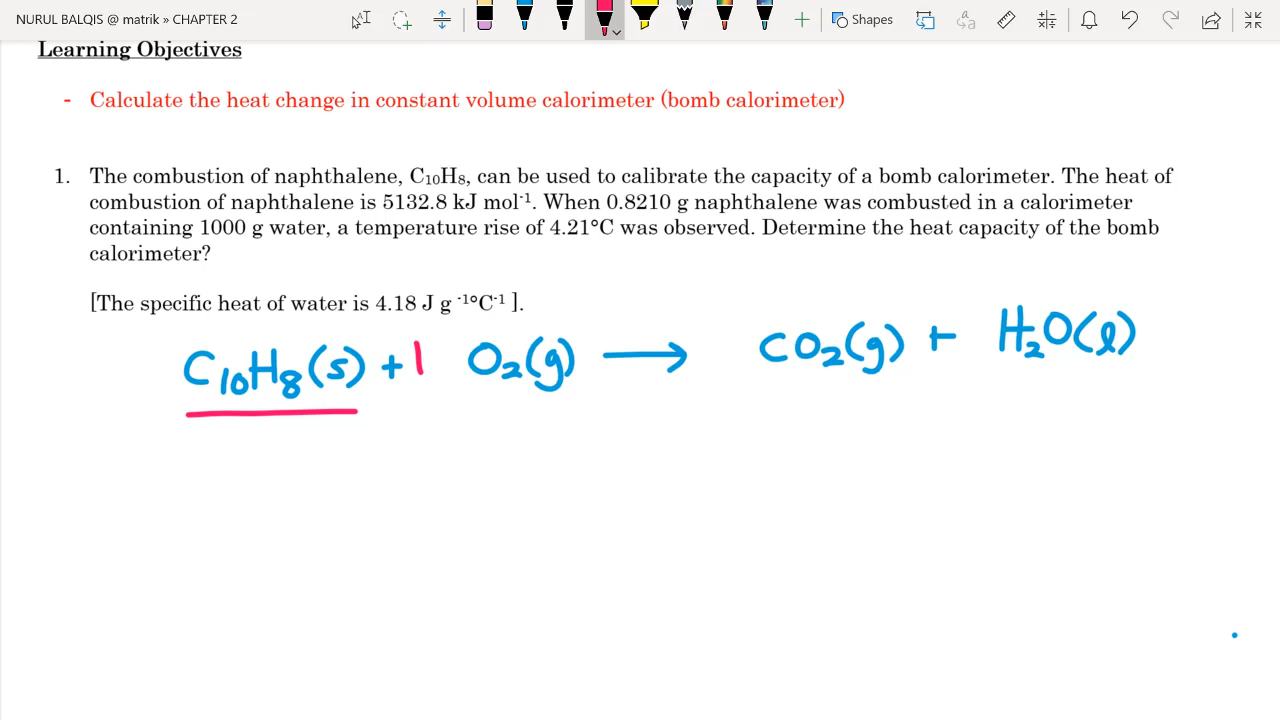 NURUL BALQIS @ matrik » CHAPTER 2
Shapes
Learning Objectives
- Calculate the heat change in constant volume calorimeter (bomb calorimeter)
1. The combustion of naphthalene, C₁₀H₈, can be used to calibrate the capacity of a bomb calorimeter. The heat of
combustion of naphthalene is 5132.8 kJ mol⁻¹. When 0.8210 g naphthalene was combusted in a calorimeter
containing 1000 g water, a temperature rise of 4.21°C was observed. Determine the heat capacity of the bomb
calorimeter?
[The specific heat of water is 4.18 J g ⁻¹°C⁻¹ ].
C₁₀H₈(s) + 1 O₂(g) → CO₂(g) + H₂O(l)